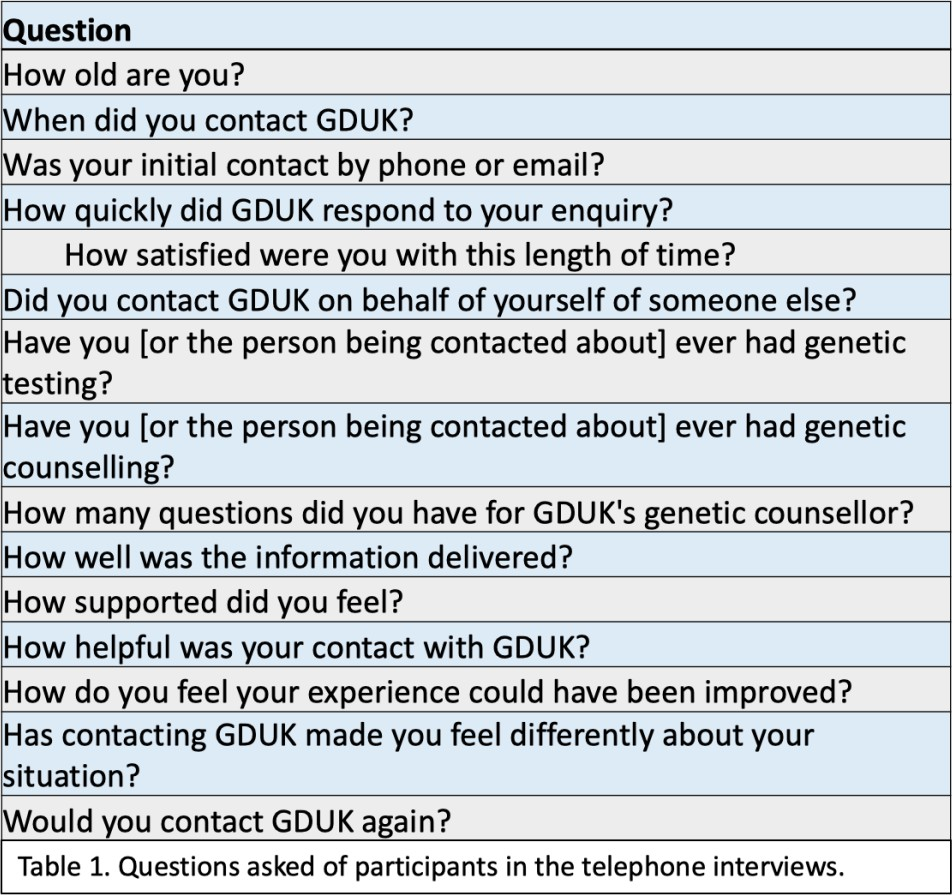 Question
How old are you?
When did you contact GDUK?
Was your initial contact by phone or email?
How quickly did GDUK respond to your enquiry?
How satisfied were you with this length of time?
Did you contact GDUK on behalf of yourself of someone else?
Have you [or the person being contacted about] ever had genetic
testing?
Have you [or the person being contacted about] ever had genetic
counselling?
How many questions did you have for GDUK's genetic counsellor?
How well was the information delivered?
How supported did you feel?
How helpful was your contact with GDUK?
How do you feel your experience could have been improved?
Has contacting GDUK made you feel differently about your
situation?
Would you contact GDUK again?
Table 1. Questions asked of participants in the telephone interviews.